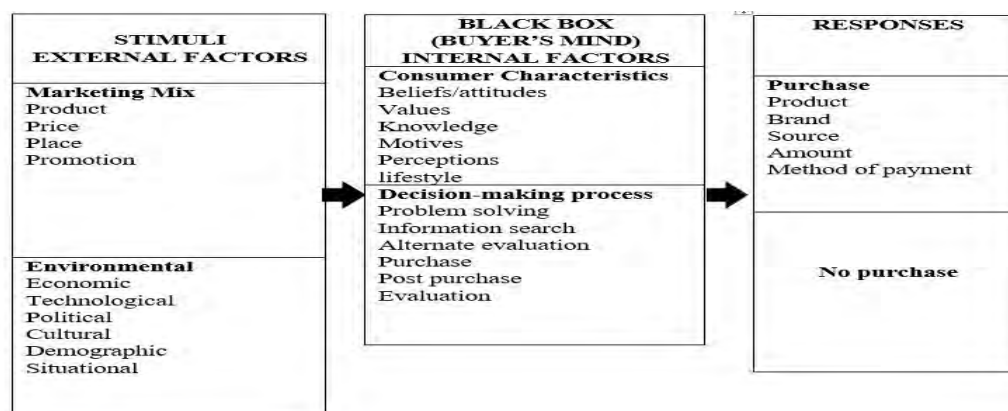 STIMULI
EXTERNAL FACTORS
Marketing Mix
Product
Price
Place
Promotion
Environmental
Economic
Technological
Political
Cultural
Demographic
Situational
BLACK BOX
(BUYER'S MIND)
INTERNAL FACTORS
Consumer Characteristics
Beliefs/attitudes
Values
Knowledge
Motives
Perceptions
lifestyle
Decision-making process
Problem solving
Information search
Alternate evaluation
Purchase
Post purchase
Evaluation
RESPONSES
Purchase
Product
Brand
Source
Amount
Method of payment
No purchase